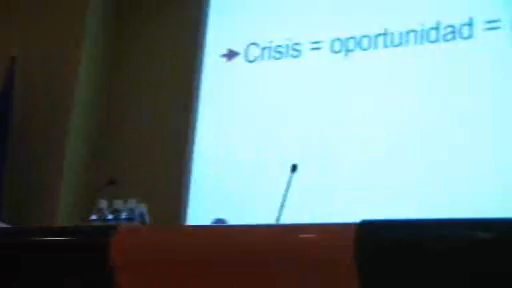 Crisis = oportunidad =